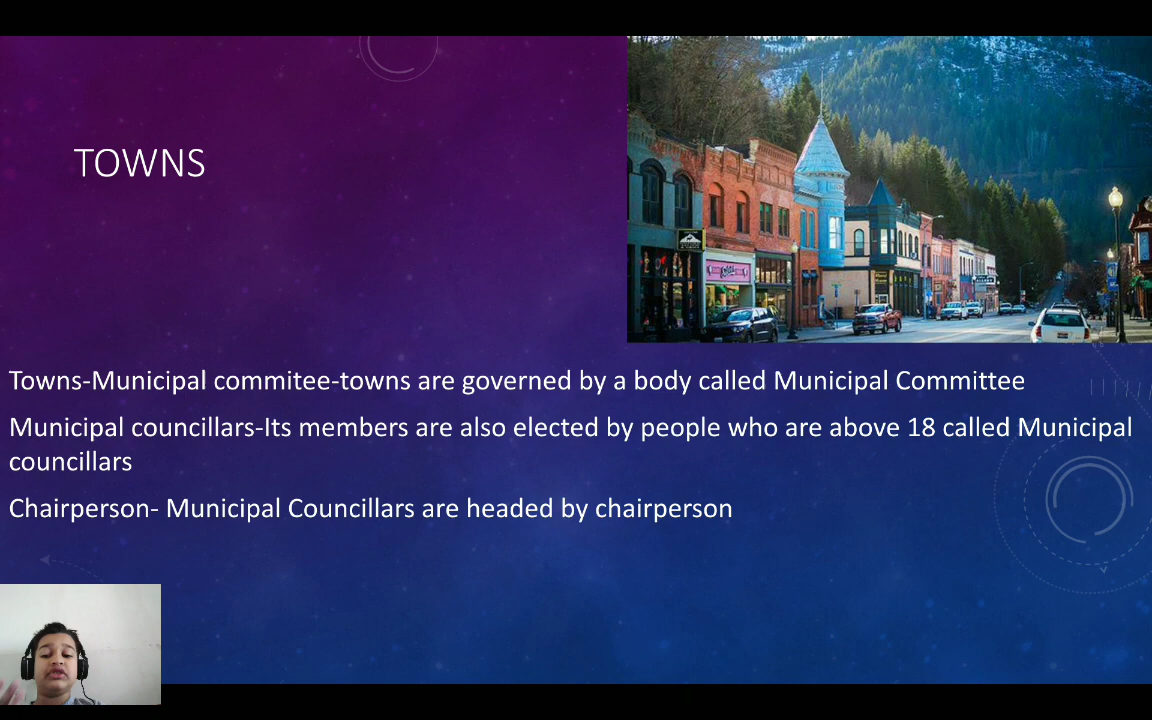 TOWNS
Towns-Municipal commitee-towns are governed by a body called Municipal Committee
Municipal councillars-Its members are also elected by people who are above 18 called Municipal
councillars
Chairperson- Municipal Councillars are headed by chairperson